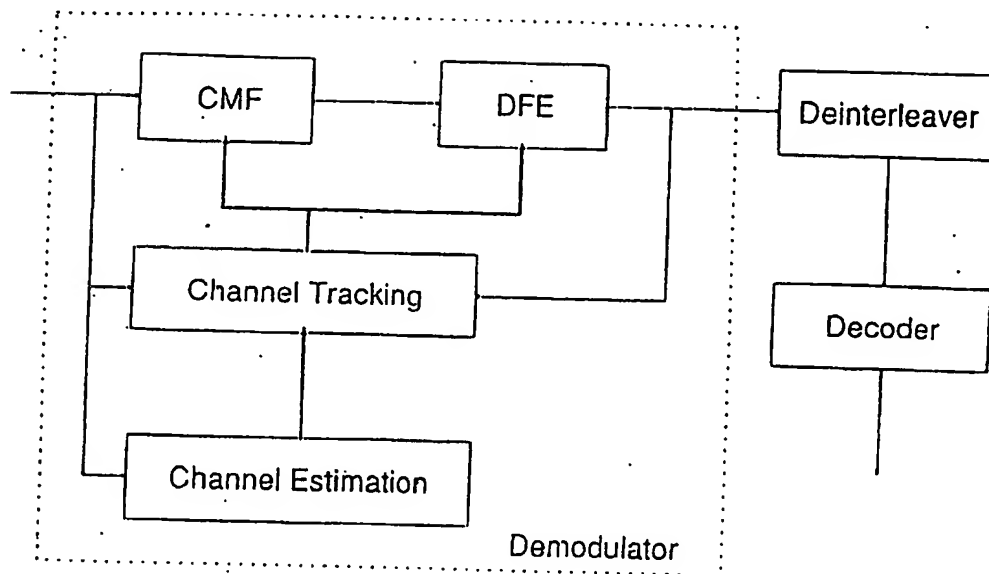 CMF
DFE
Deinterleaver
Channel Tracking
Decoder
Channel Estimation
Demodulator